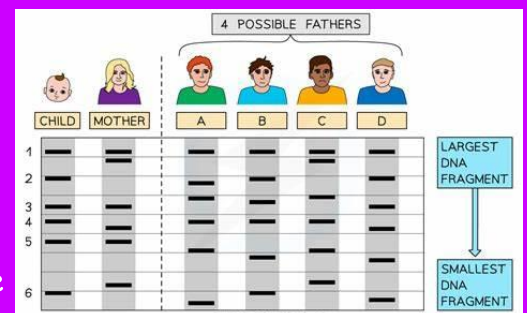 4 POSSIBLE FATHERS
CHILD MOTHER A B C D
1
2
3
4
5
6
LARGEST
DNA
FRAGMENT
SMALLEST
DNA
FRAGMENT